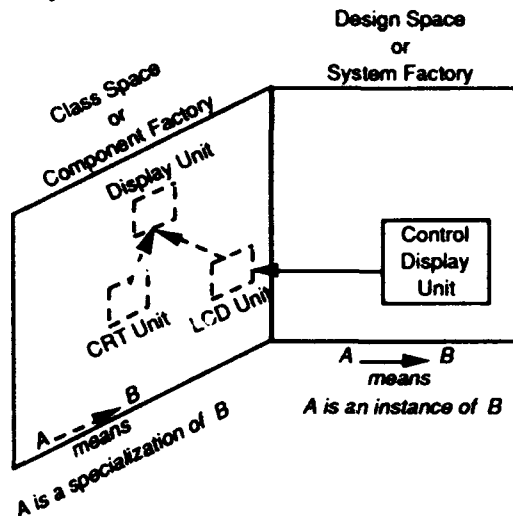 Class Space
or
Component Factory
Display Unit
CRT Unit
LCD Unit
A B
means
A is a specialization of B
Design Space
or
System Factory
Control
Display
Unit
A B
means
A is an instance of B